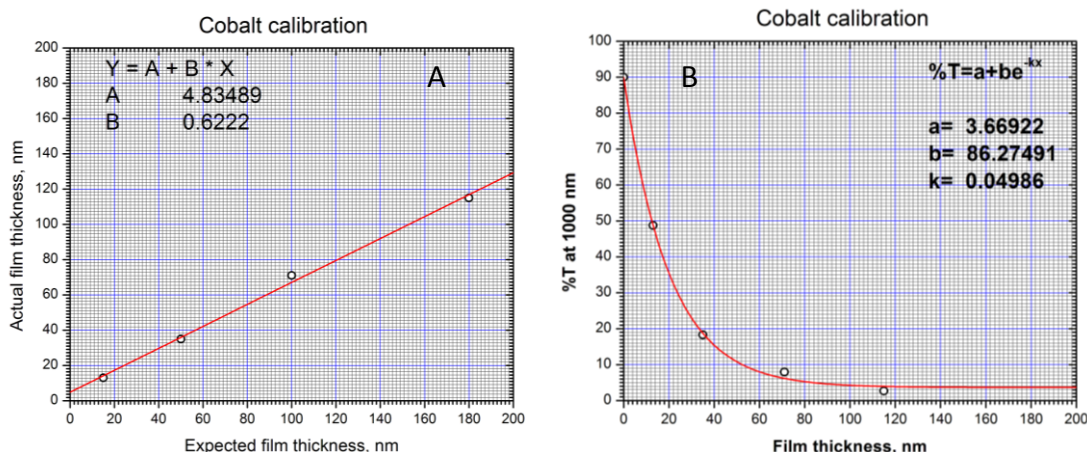 Cobalt calibration
A
Y = A + B * X
A 4.83489
B 0.6222
Actual film thickness, nm
200
180
160
140
120
100
80
60
40
20
0
0 20 40 60 80 100 120 140 160 180 200
Expected film thickness, nm
Cobalt calibration
B
%T=a+be-kx
a= 3.66922
b= 86.27491
k= 0.04986
%T at 1000 nm
100
90
80
70
60
50
40
30
20
10
0
0 20 40 60 80 100 120 140 160 180 200
Film thickness, nm